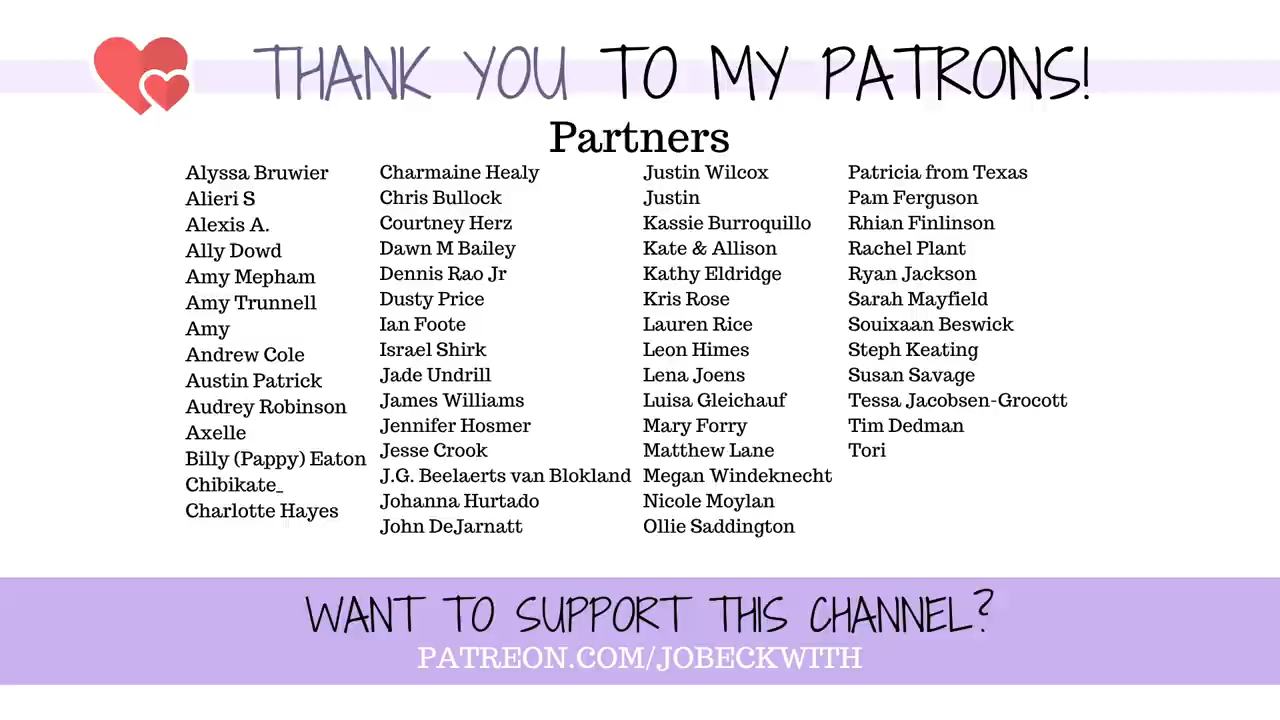 THANK YOU TO MY PATRONS!
Partners
Alyssa Bruwier
Alieri S
Alexis A.
Ally Dowd
Amy Mepham
Amy Trunnell
Amy
Andrew Cole
Austin Patrick
Audrey Robinson
Axelle
Billy (Pappy) Eaton
Chibikate_
Charlotte Hayes
Charmaine Healy
Chris Bullock
Courtney Herz
Dawn M Bailey
Dennis Rao Jr
Dusty Price
Ian Foote
Israel Shirk
Jade Undrill
James Williams
Jennifer Hosmer
Jesse Crook
J.G. Beelaerts van Blokland
Johanna Hurtado
John DeJarnatt
Justin Wilcox
Justin
Kassie Burroquillo
Kate & Allison
Kathy Eldridge
Kris Rose
Lauren Rice
Leon Himes
Lena Joens
Luisa Gleichauf
Mary Forry
Matthew Lane
Megan Windeknecht
Nicole Moylan
Ollie Saddington
Patricia from Texas
Pam Ferguson
Rhian Finlinson
Rachel Plant
Ryan Jackson
Sarah Mayfield
Souixaan Beswick
Steph Keating
Susan Savage
Tessa Jacobsen-Grocott
Tim Dedman
Tori
WANT TO SUPPORT THIS CHANNEL?
PATREON.COM/JOBECKWITH